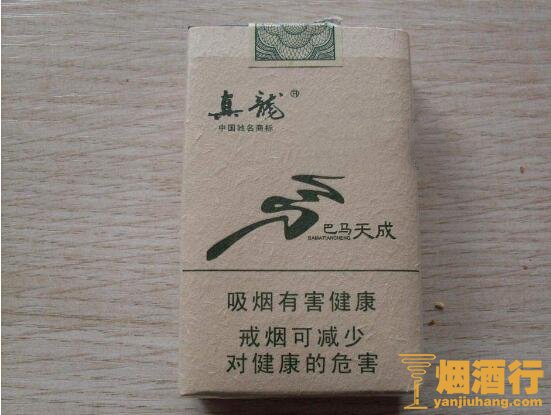 真龍®
中国驰名商标
巴马天成
BAMATIANCHENG
吸烟有害健康
戒烟可减少
对健康的危害
烟酒行
yanjiuhang.com